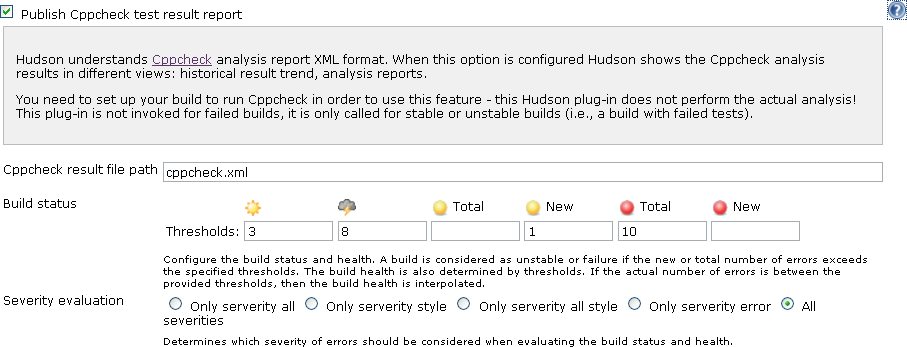 Publish Cppcheck test result report
Hudson understands Cppcheck analysis report XML format. When this option is configured Hudson shows the Cppcheck analysis
results in different views: historical result trend, analysis reports.
You need to set up your build to run Cppcheck in order to use this feature - this Hudson plug-in does not perform the actual analysis!
This plug-in is not invoked for failed builds, it is only called for stable or unstable builds (i.e., a build with failed tests).
Cppcheck result file path cppcheck.xml
Build status Total New Total New
Thresholds: 3 8 1 10
Configure the build status and health. A build is considered as unstable or failure if the new or total number of errors exceeds
the specified thresholds. The build health is also determined by thresholds. If the actual number of errors is between the
provided thresholds, then the build health is interpolated.
Severity evaluation Only serverity all Only serverity style Only serverity all style Only serverity error All
severities
Determines which severity of errors should be considered when evaluating the build status and health.